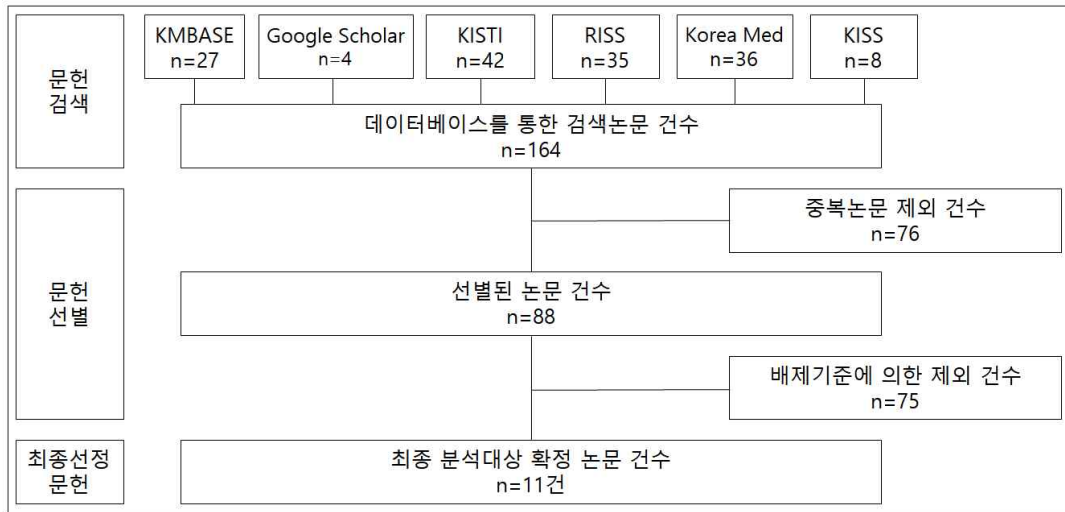 문헌
검색
KMBASE
n=27
Google Scholar
n=4
KISTI
n=42
RISS
n=35
Korea Med
n=36
KISS
n=8
데이터베이스를 통한 검색논문 건수
n=164
문헌
선별
중복논문 제외 건수
n=76
선별된 논문 건수
n=88
배제기준에 의한 제외 건수
n=75
최종선정
문헌
최종 분석대상 확정 논문 건수
n=11건